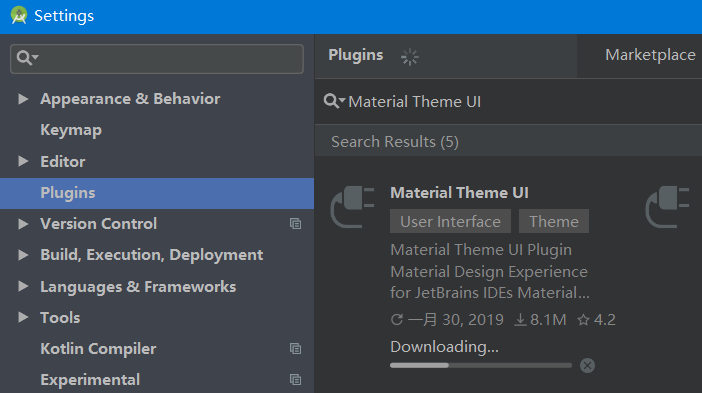 Settings
Appearance & Behavior
Keymap
Editor
Plugins
Version Control
Build, Execution, Deployment
Languages & Frameworks
Tools
Kotlin Compiler
Experimental
Plugins
Marketplace
Material Theme UI
Search Results (5)
Material Theme UI
User Interface
Theme
Material Theme UI Plugin
Material Design Experience
for JetBrains IDEs Material...
一月 30, 2019 8.1M 4.2
Downloading...